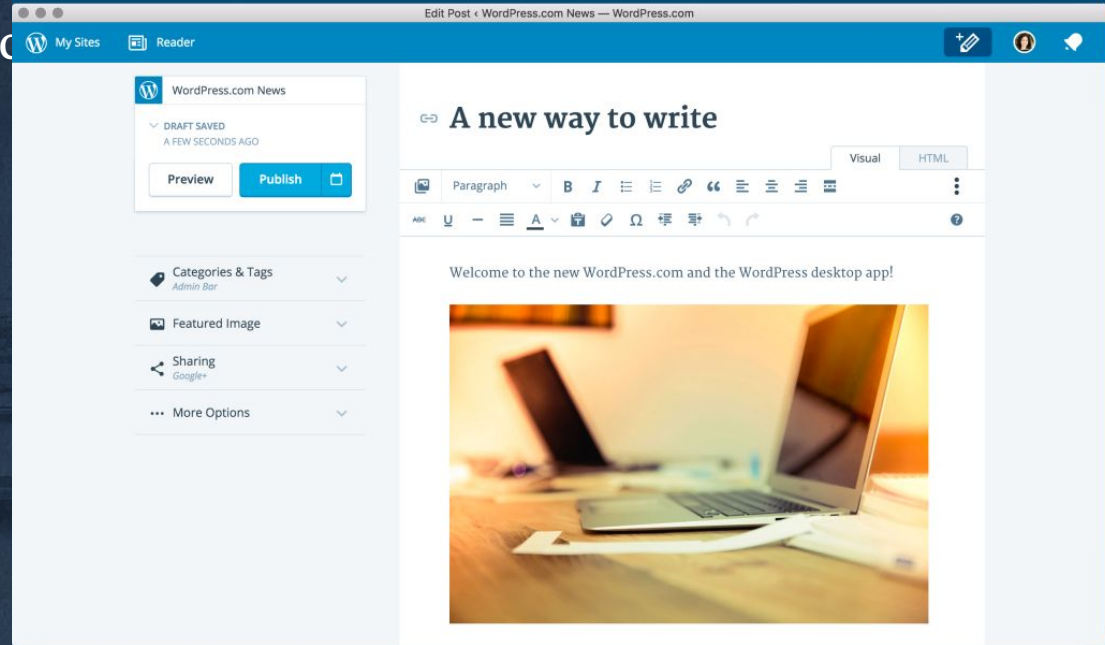 Edit Post ‹ WordPress.com News — WordPress.com
My Sites Reader
WordPress.com News
DRAFT SAVED
A FEW SECONDS AGO
Preview Publish
Categories & Tags
Admin Bar
Featured Image
Sharing
Google+
More Options
A new way to write
Visual HTML
Paragraph B I
ABC U A T Ω
Welcome to the new WordPress.com and the WordPress desktop app!